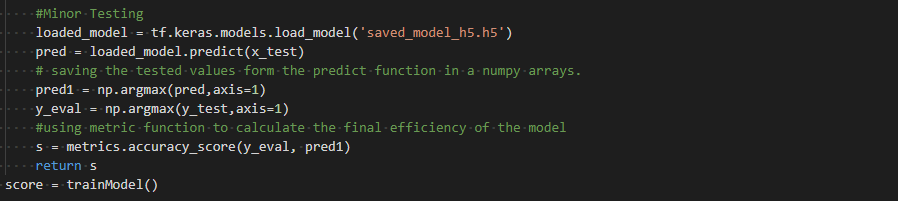 #Minor Testing
loaded_model = tf.keras.models.load_model('saved_model_h5.h5')
pred = loaded_model.predict(x_test)
# saving the tested values form the predict function in a numpy arrays.
pred1 = np.argmax(pred,axis=1)
y_eval = np.argmax(y_test,axis=1)
#using metric function to calculate the final efficiency of the model
s = metrics.accuracy_score(y_eval, pred1)
return s
score = trainModel()